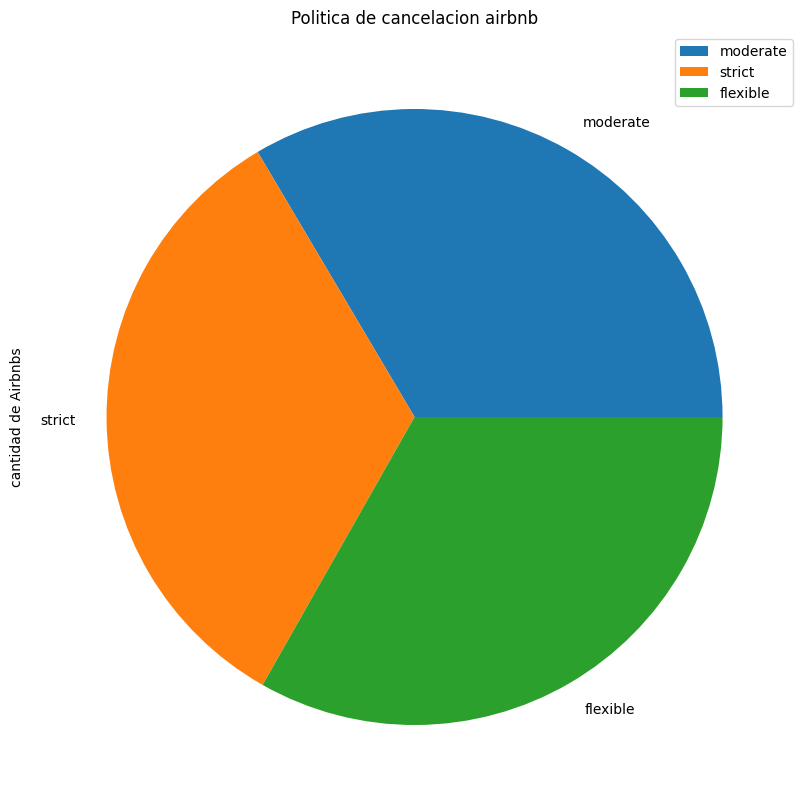 Politica de cancelacion airbnb
moderate
strict
flexible
moderate
strict
flexible
cantidad de Airbnbs